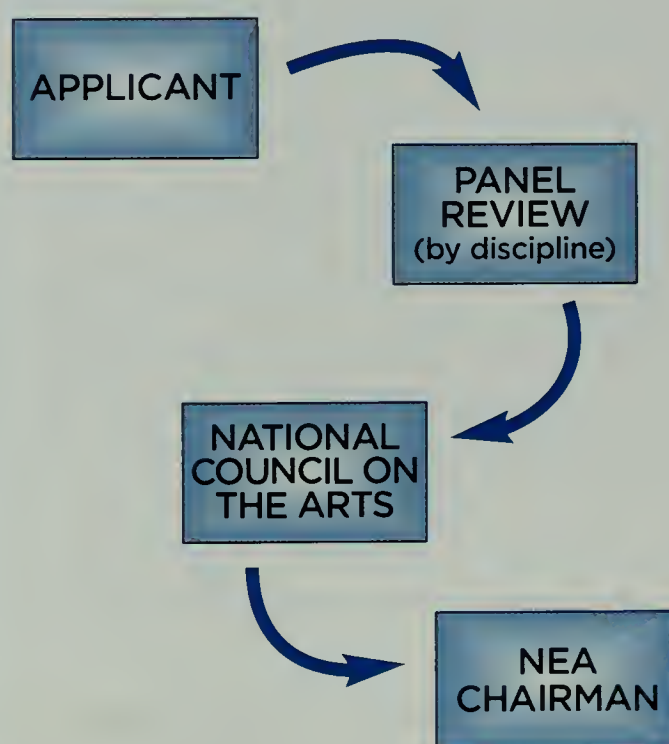 APPLICANT
PANEL
REVIEW
(by discipline)
NATIONAL
COUNCIL ON
THE ARTS
NEA
CHAIRMAN